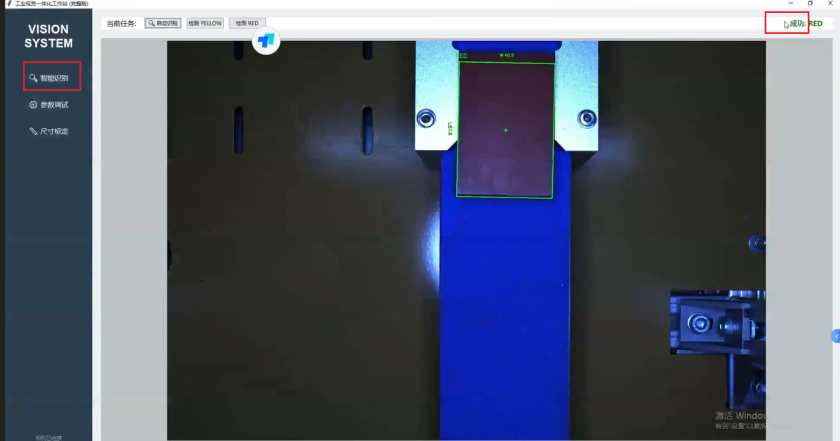 工业视觉一体化工作站 (完整版)
VISION
SYSTEM
智能识别
参数调试
尺寸标定
当前任务:
自动识别
检测 YELLOW
检测 RED
成功: RED
激活 Window